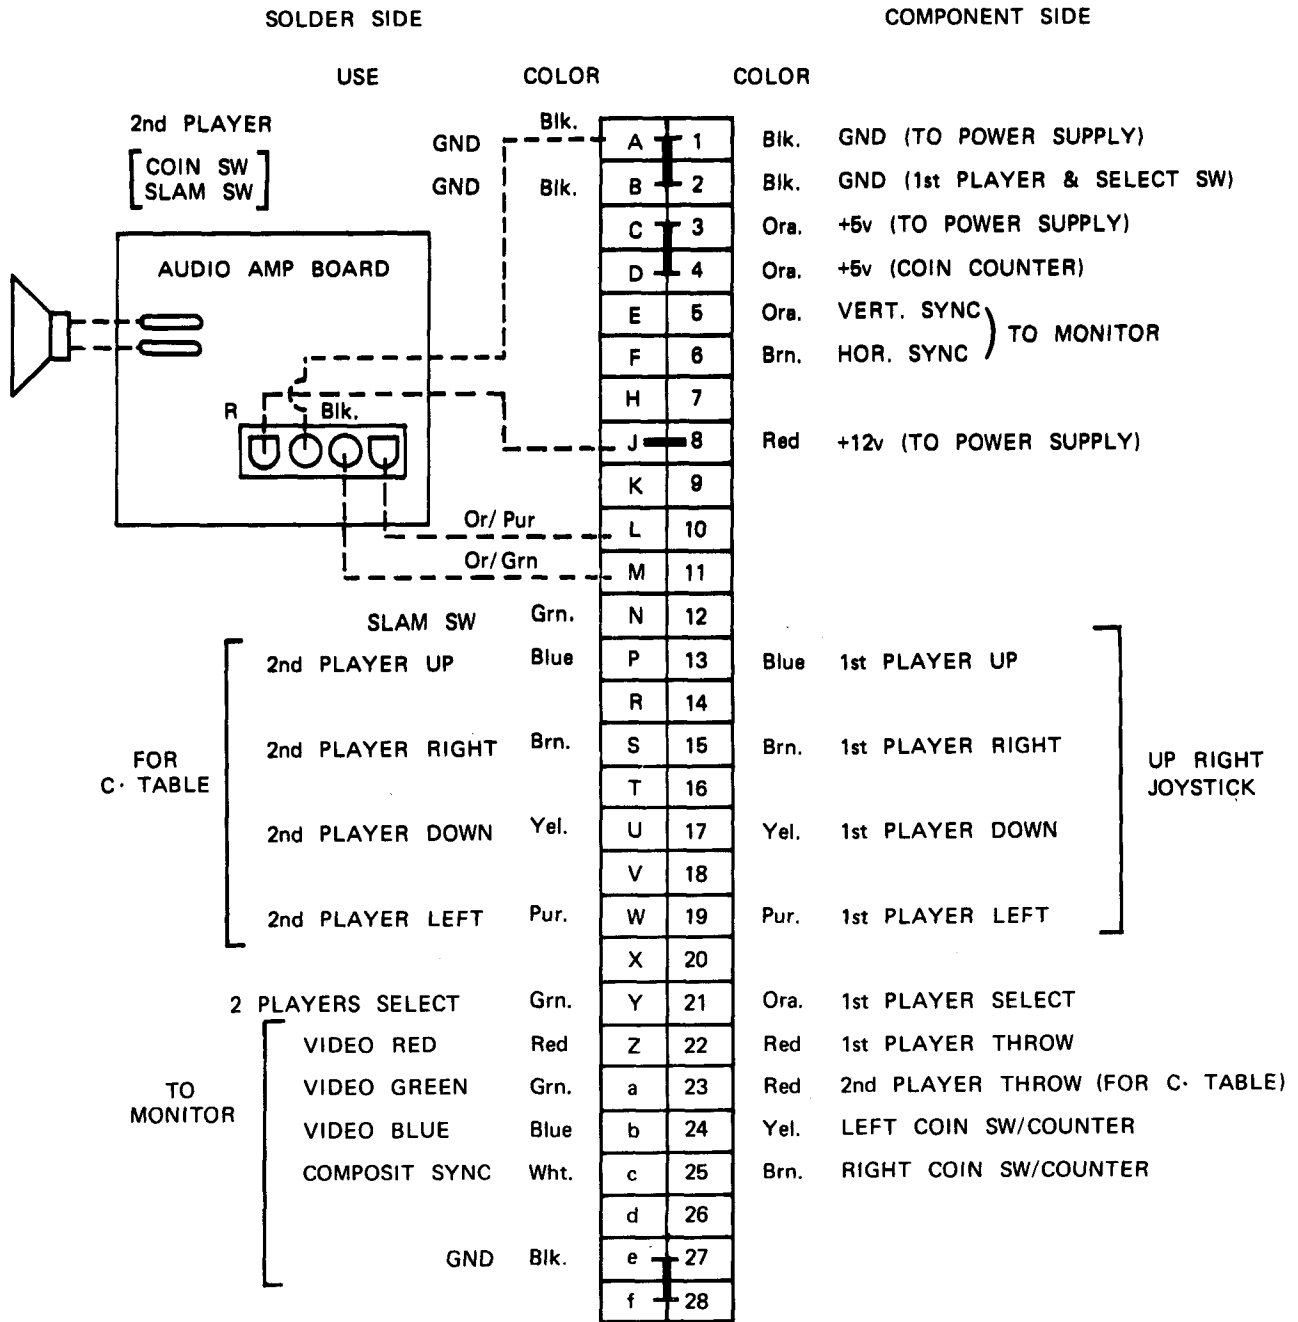 SOLDER SIDE COMPONENT SIDE
USE COLOR COLOR
2nd PLAYER
COIN SW
SLAM SW
GND Blk. A 1 Blk. GND (TO POWER SUPPLY)
GND Blk. B 2 Blk. GND (1st PLAYER & SELECT SW)
C 3 Ora. +5v (TO POWER SUPPLY)
AUDIO AMP BOARD
D 4 Ora. +5v (COIN COUNTER)
E 5 Ora. VERT. SYNC
TO MONITOR
F 6 Brn. HOR. SYNC
H 7
R Blk.
J 8 Red +12v (TO POWER SUPPLY)
K 9
Or/Pur L 10
Or/Grn M 11
SLAM SW Grn. N 12
2nd PLAYER UP Blue P 13 Blue 1st PLAYER UP
R 14
2nd PLAYER RIGHT Brn. S 15 Brn. 1st PLAYER RIGHT
FOR
C· TABLE
UP RIGHT
JOYSTICK
T 16
2nd PLAYER DOWN Yel. U 17 Yel. 1st PLAYER DOWN
V 18
2nd PLAYER LEFT Pur. W 19 Pur. 1st PLAYER LEFT
X 20
2 PLAYERS SELECT Grn. Y 21 Ora. 1st PLAYER SELECT
VIDEO RED Red Z 22 Red 1st PLAYER THROW
VIDEO GREEN Grn. a 23 Red 2nd PLAYER THROW (FOR C· TABLE)
TO
MONITOR
VIDEO BLUE Blue b 24 Yel. LEFT COIN SW/COUNTER
COMPOSIT SYNC Wht. c 25 Brn. RIGHT COIN SW/COUNTER
d 26
GND Blk. e 27
f 28